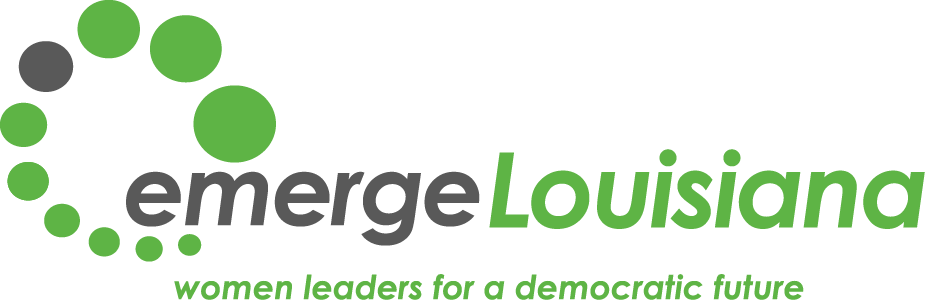 emergeLouisiana
women leaders for a democratic future